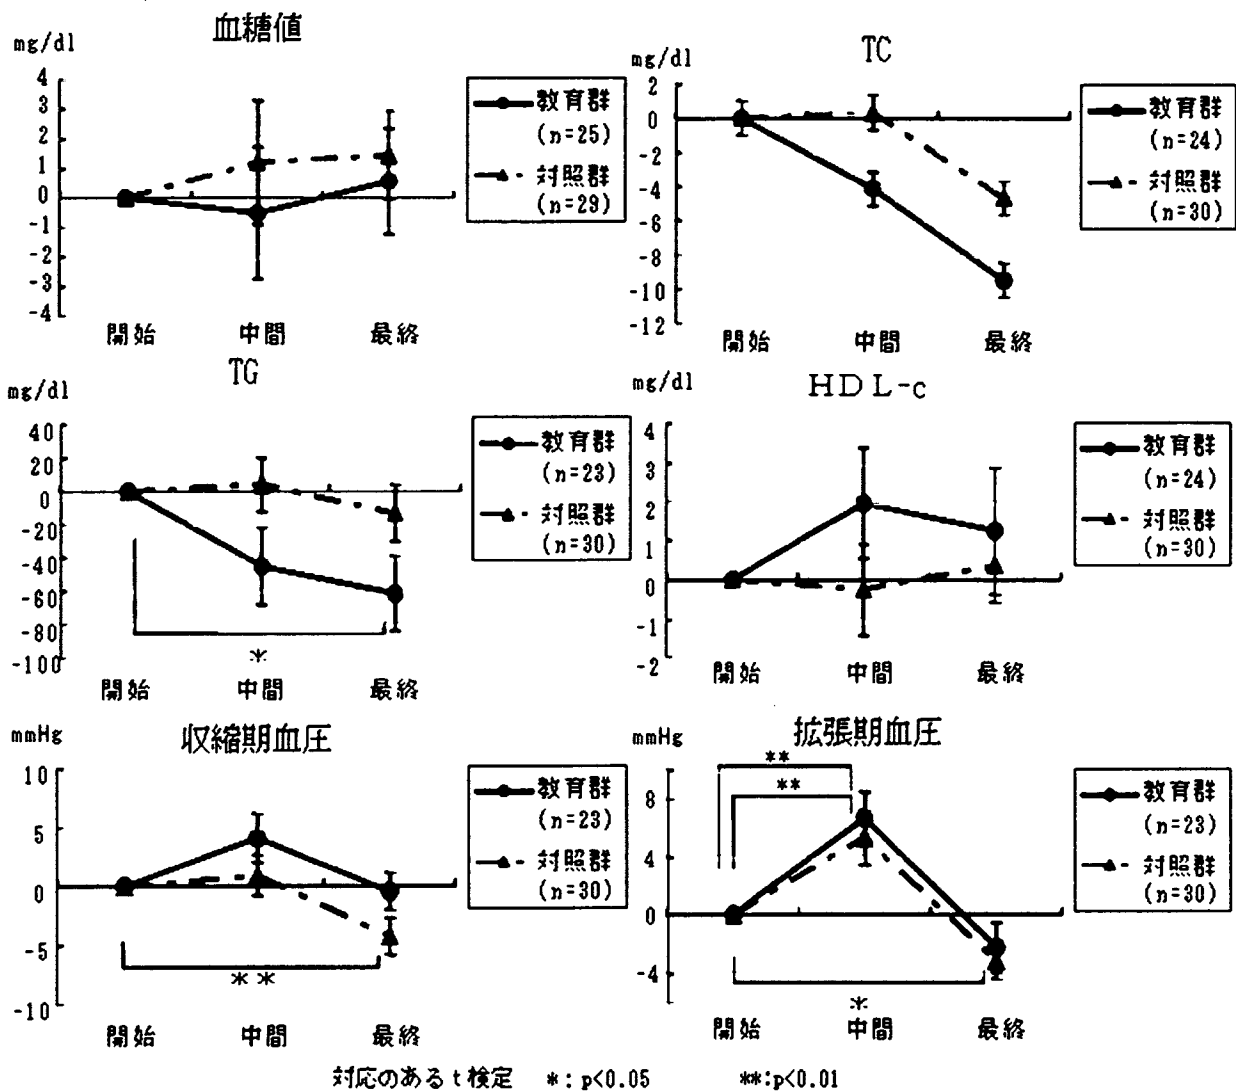 血糖値
mg/dl
4
3
2
1
0
-1
-2
-3
-4
開始
中間
最終
教育群
(n=25)
対照群
(n=29)
TC
mg/dl
2
0
-2
-4
-6
-8
-10
-12
開始
中間
最終
教育群
(n=24)
対照群
(n=30)
TG
mg/dl
40
20
0
-20
-40
-60
-80
-100
*
開始
中間
最終
教育群
(n=23)
対照群
(n=30)
HDL-c
mg/dl
4
3
2
1
0
-1
-2
開始
中間
最終
教育群
(n=24)
対照群
(n=30)
収縮期血圧
mmHg
10
5
0
-5
-10
**
開始
中間
最終
教育群
(n=23)
対照群
(n=30)
拡張期血圧
mmHg
8
4
0
-4
**
**
*
開始
中間
最終
教育群
(n=23)
対照群
(n=30)
対応のあるt検定 *: p<0.05 **:p<0.01